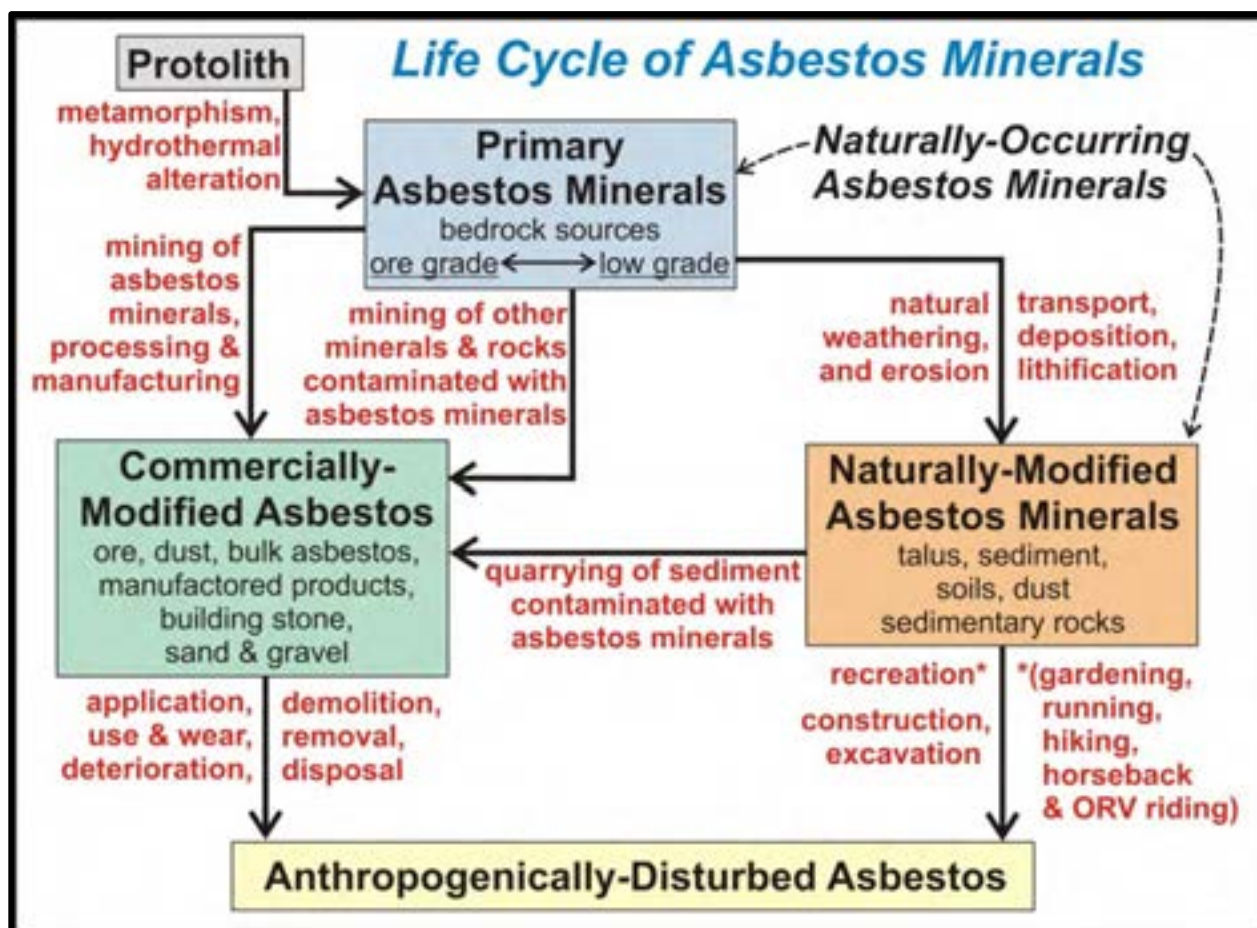 Protolith
Life Cycle of Asbestos Minerals
metamorphism,
hydrothermal
alteration
Primary
Asbestos Minerals
bedrock sources
ore grade
low grade
Naturally-Occurring
Asbestos Minerals
mining of
asbestos
minerals,
processing &
manufacturing
mining of other
minerals & rocks
contaminated with
asbestos minerals
natural
weathering,
and erosion
transport,
deposition,
lithification
Commercially-
Modified Asbestos
ore, dust, bulk asbestos,
manufactored products,
building stone,
sand & gravel
quarrying of sediment
contaminated with
asbestos minerals
Naturally-Modified
Asbestos Minerals
talus, sediment,
soils, dust
sedimentary rocks
application,
use & wear,
deterioration,
demolition,
removal,
disposal
recreation*
construction,
excavation
*(gardening,
running,
hiking,
horseback
& ORV riding)
Anthropogenically-Disturbed Asbestos